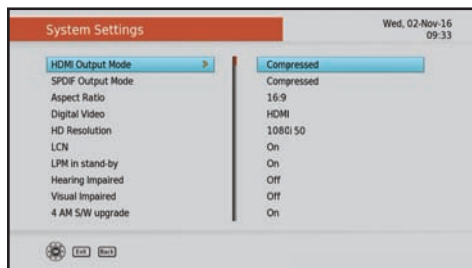 System Settings
Wed, 02-Nov-16
09:33
HDMI Output Mode Compressed
SPDIF Output Mode Compressed
Aspect Ratio 16:9
Digital Video HDMI
HD Resolution 1080i 50
LCN On
LPM in stand-by On
Hearing Impaired Off
Visual Impaired Off
4 AM S/W upgrade On
Exit Back